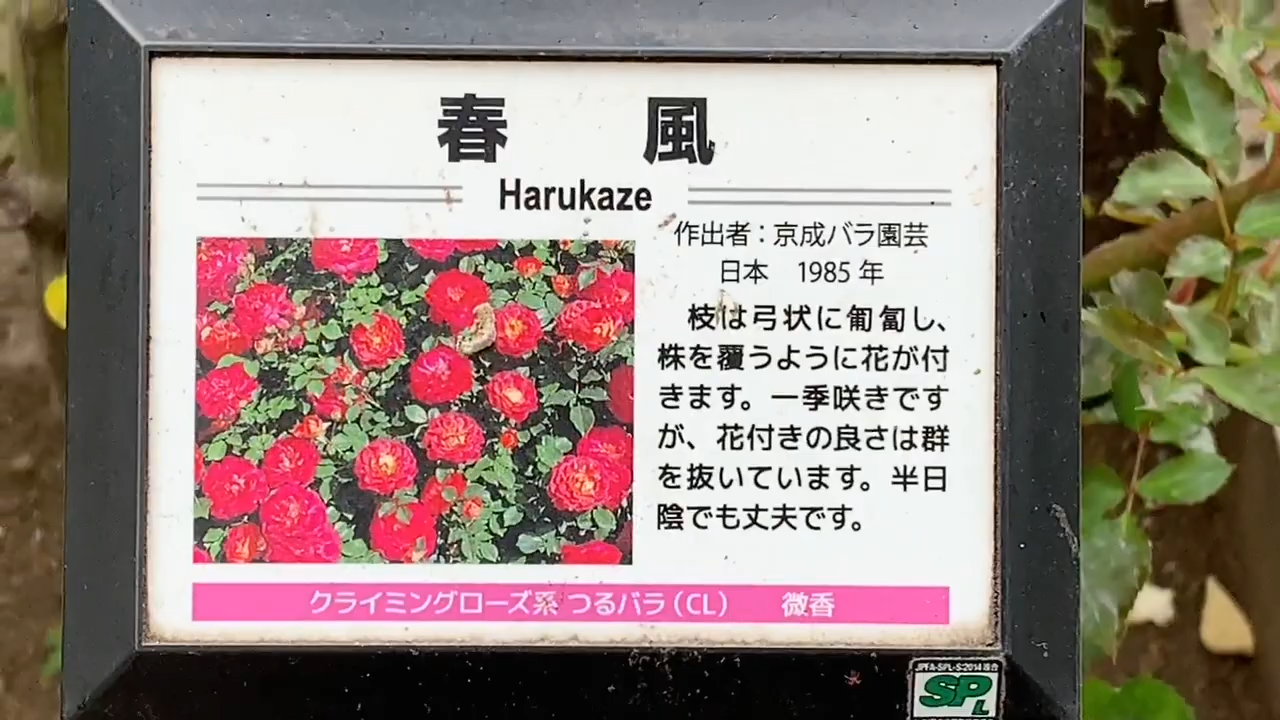 春 風
Harukaze
作出者：京成バラ園芸
日本 1985 年
枝は弓状に匍匐し、
株を覆うように花が付
きます。一季咲きです
が、花付きの良さは群
を抜いています。半日
陰でも丈夫です。
クライミングローズ系 つるバラ（CL） 微香
JPFA-SPL-S:2014
SPL